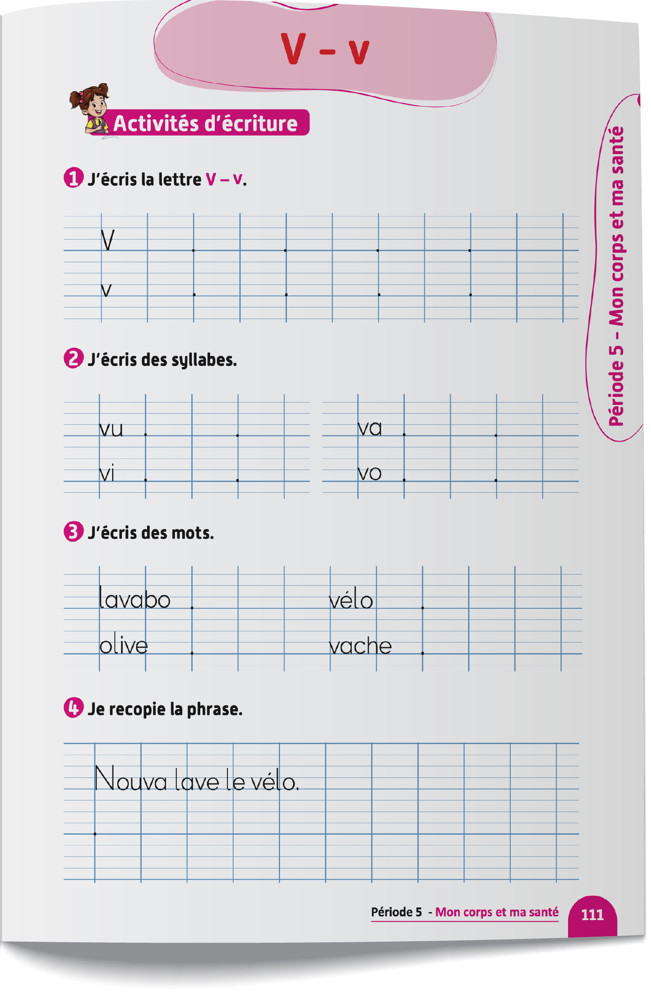 V – v
Activités d'écriture
1 J'écris la lettre V – v.
V
v
2 J'écris des syllabes.
vu va
vi vo
3 J'écris des mots.
lavabo vélo
olive vache
4 Je recopie la phrase.
Nouva lave le vélo.
Période 5 - Mon corps et ma santé 111
Période 5 - Mon corps et ma santé